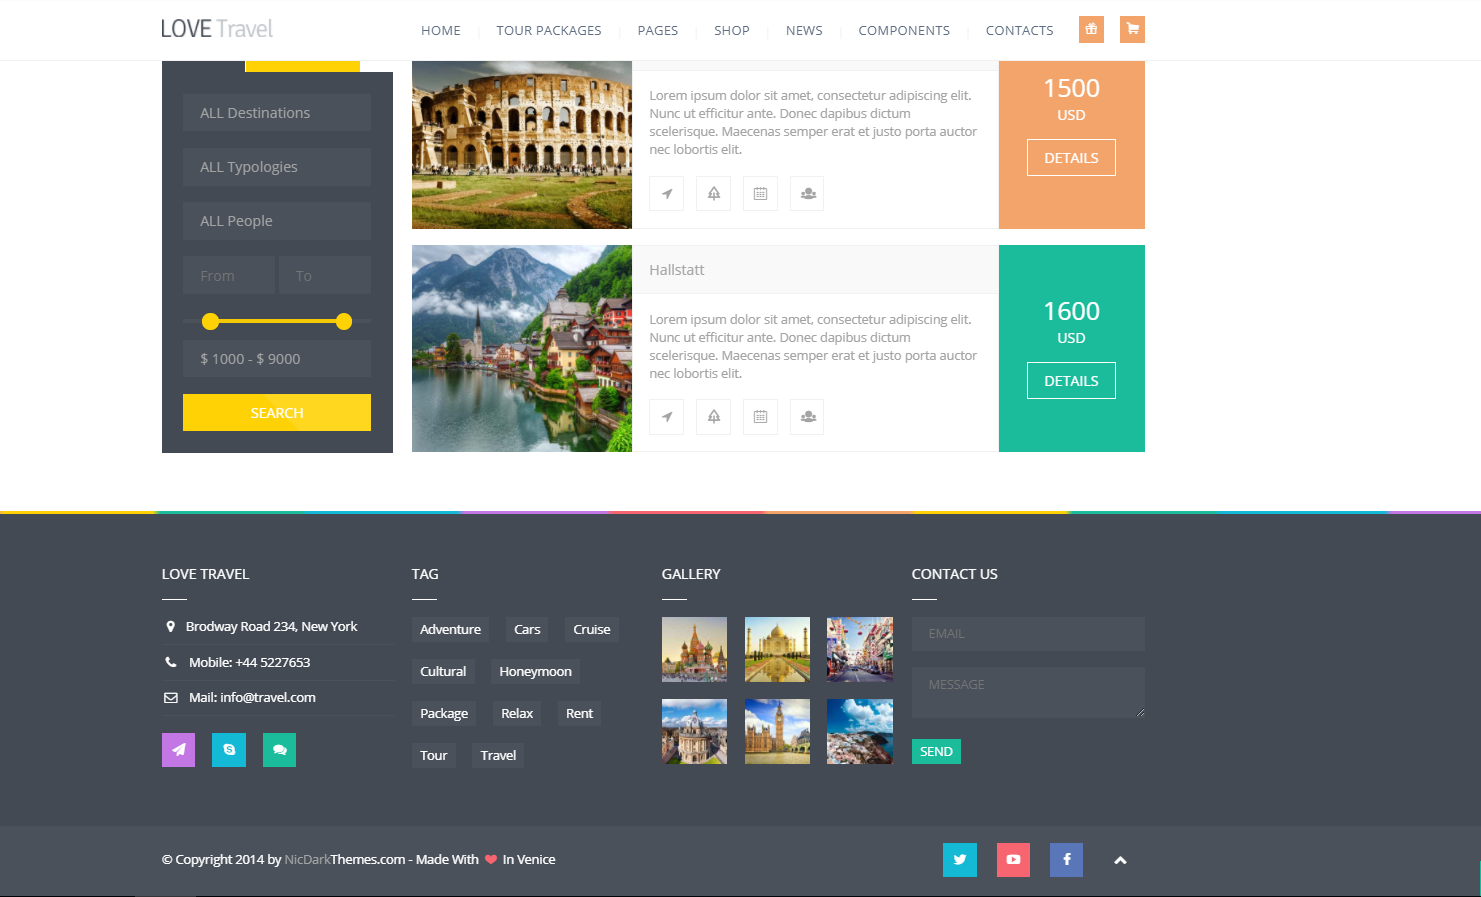 LOVE Travel
HOME
TOUR PACKAGES
PAGES
SHOP
NEWS
COMPONENTS
CONTACTS
ALL Destinations
ALL Typologies
ALL People
From
To
$ 1000 - $ 9000
SEARCH
Lorem ipsum dolor sit amet, consectetur adipiscing elit.
Nunc ut efficitur ante. Donec dapibus dictum
scelerisque. Maecenas semper erat et justo porta auctor
nec lobortis elit.
1500
USD
DETAILS
Hallstatt
Lorem ipsum dolor sit amet, consectetur adipiscing elit.
Nunc ut efficitur ante. Donec dapibus dictum
scelerisque. Maecenas semper erat et justo porta auctor
nec lobortis elit.
1600
USD
DETAILS
LOVE TRAVEL
Brodway Road 234, New York
Mobile: +44 5227653
Mail: info@travel.com
TAG
Adventure
Cars
Cruise
Cultural
Honeymoon
Package
Relax
Rent
Tour
Travel
GALLERY
CONTACT US
EMAIL
MESSAGE
SEND
© Copyright 2014 by NicDarkThemes.com - Made With ❤ In Venice